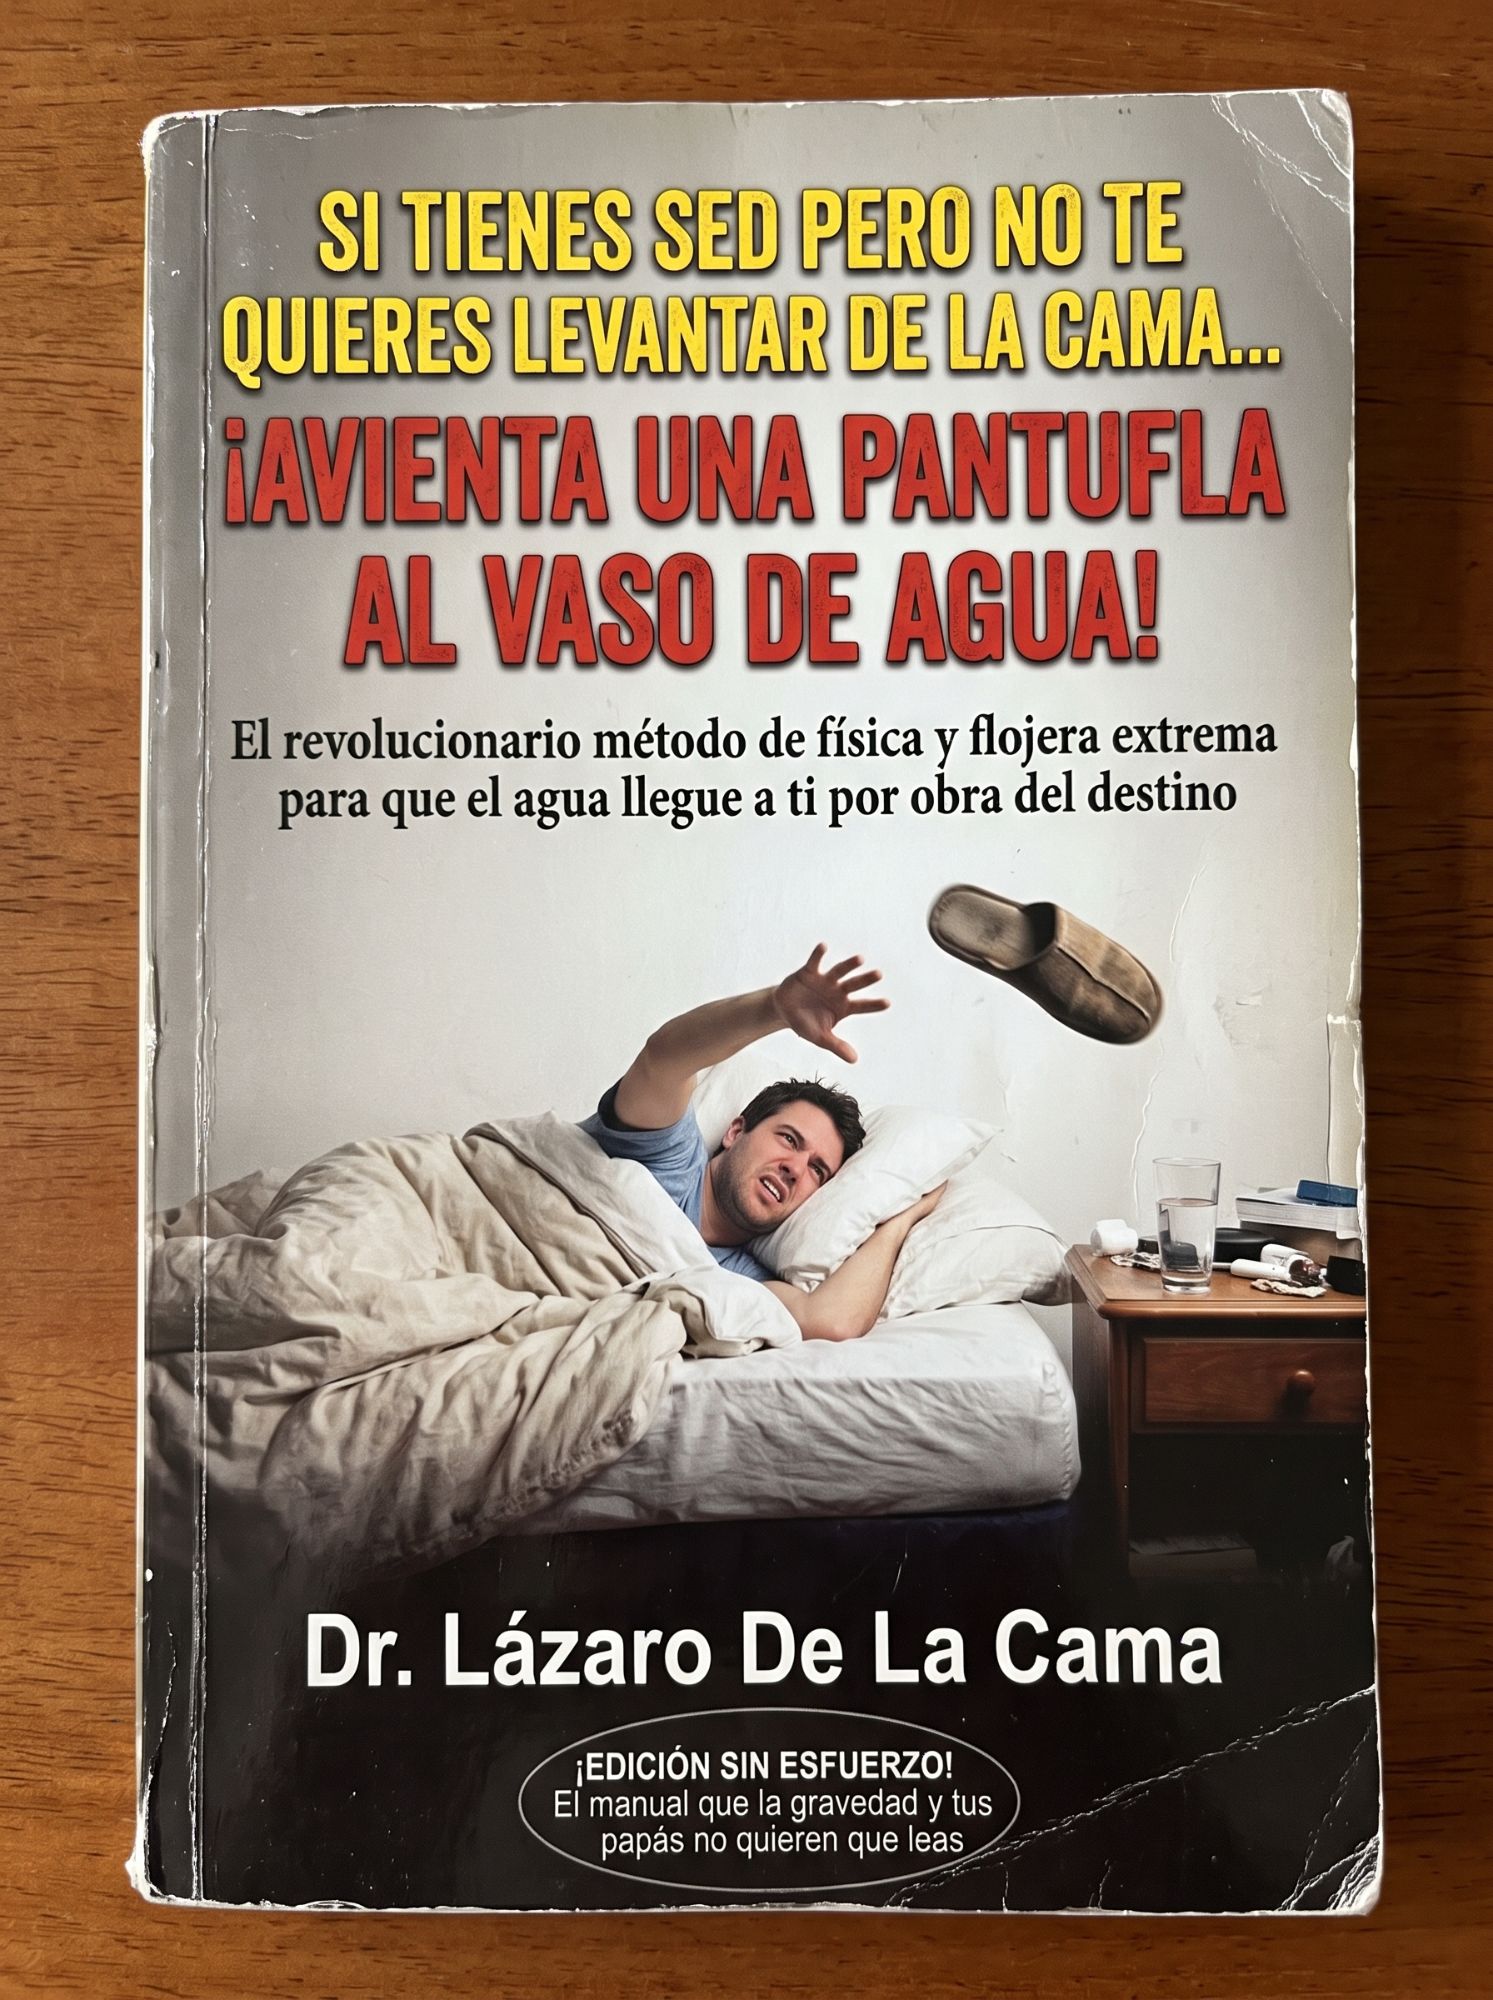 SI TIENES SED PERO NO TE
QUIERES LEVANTAR DE LA CAMA...
¡AVIENTA UNA PANTUFLA
AL VASO DE AGUA!
El revolucionario método de física y flojera extrema
para que el agua llegue a ti por obra del destino
Dr. Lázaro De La Cama
¡EDICIÓN SIN ESFUERZO!
El manual que la gravedad y tus
papás no quieren que leas